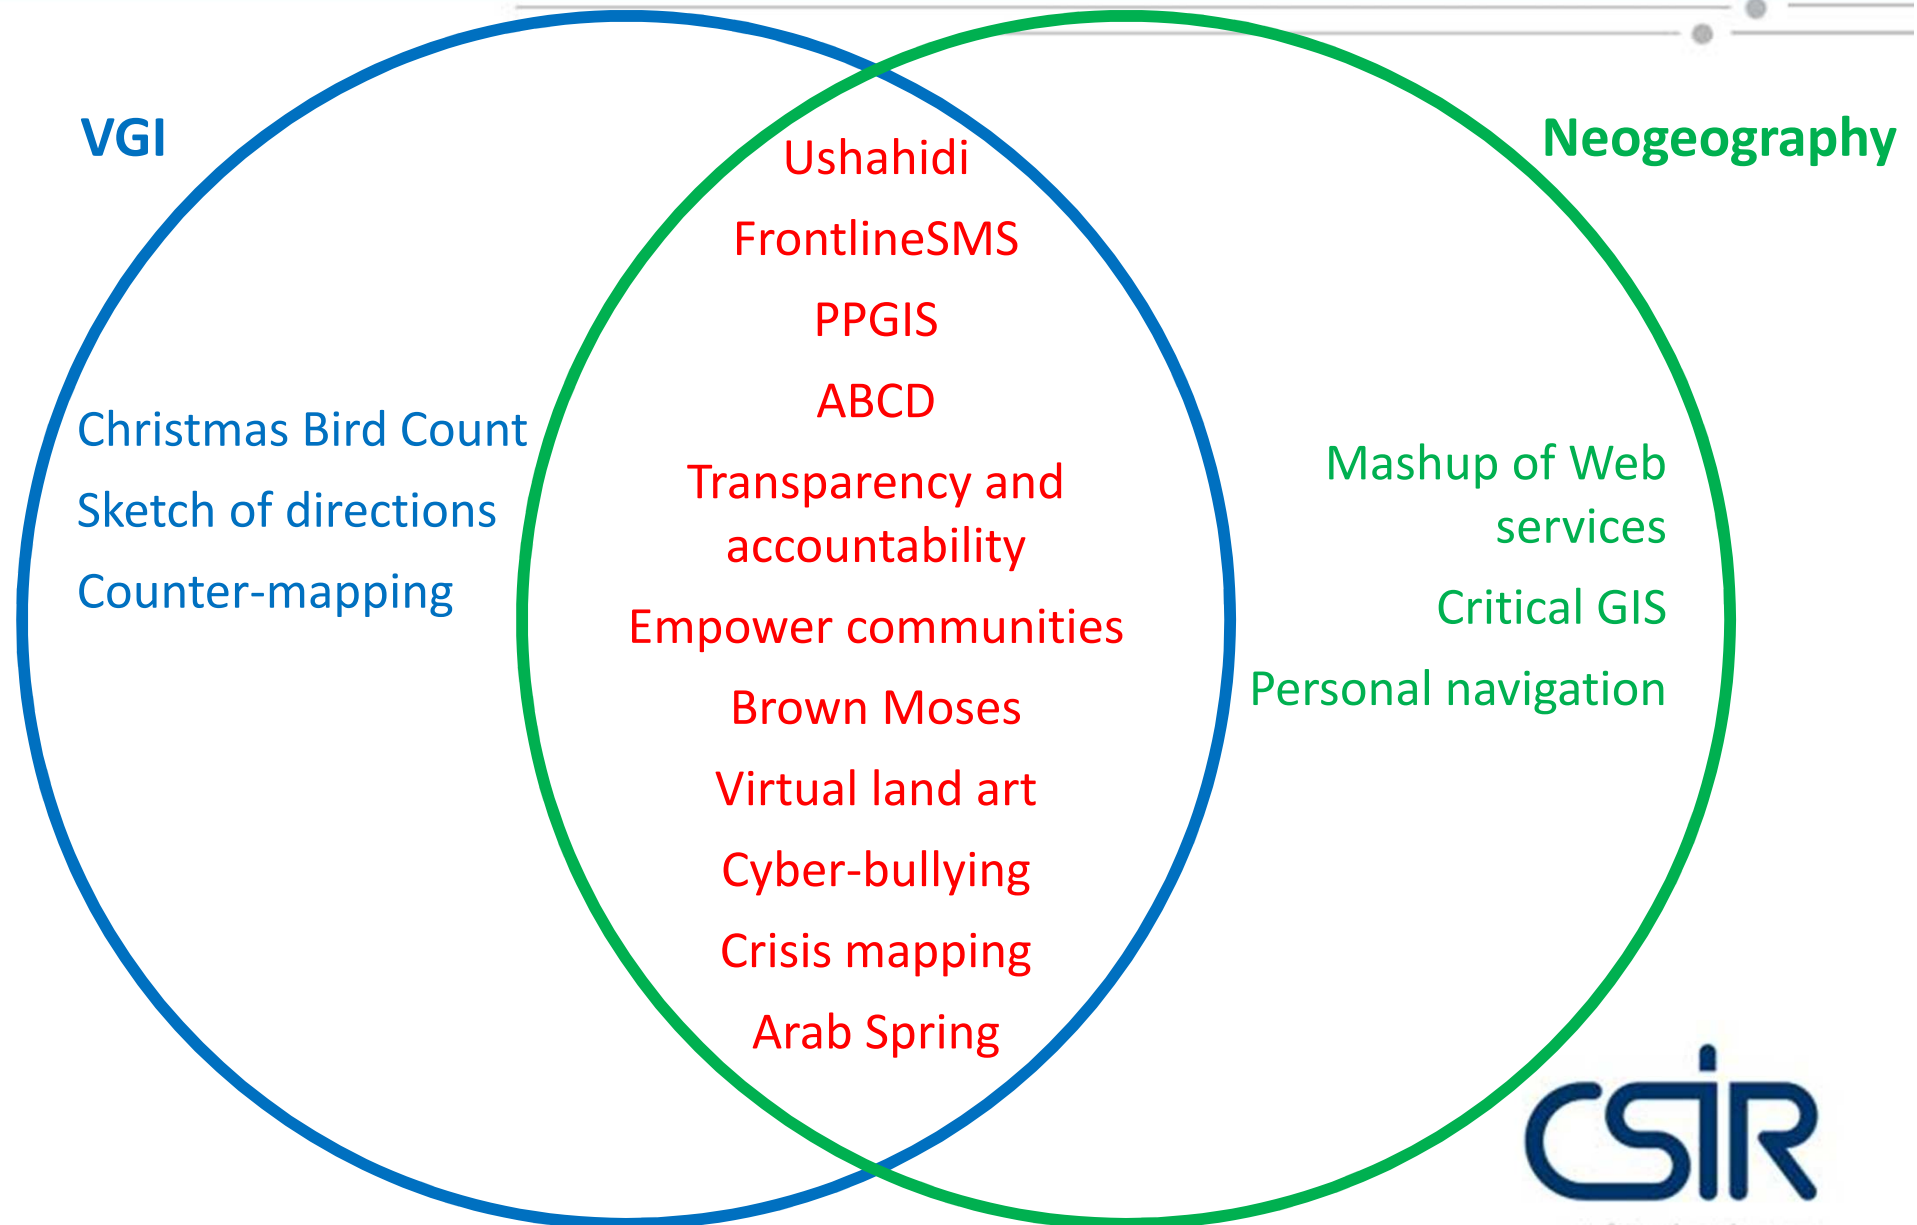 VGI
Neogeography
Christmas Bird Count
Sketch of directions
Counter-mapping
Ushahidi
FrontlineSMS
PPGIS
ABCD
Transparency and
accountability
Empower communities
Brown Moses
Virtual land art
Cyber-bullying
Crisis mapping
Arab Spring
Mashup of Web
services
Critical GIS
Personal navigation
CSIR